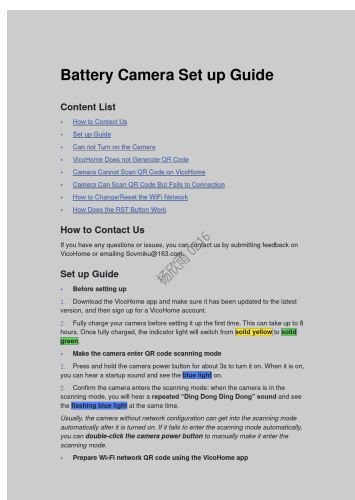 Battery Camera Set up Guide
Content List
• How to Contact Us
• Set up Guide
• Can not Turn on the Camera
• VicoHome Does not Generate QR Code
• Camera Cannot Scan QR Code on VicoHome
• Camera Can Scan QR Code But Fails to Connection
• How to Change/Reset the WiFi Network
• How Does the RST Button Work
How to Contact Us
If you have any questions or issues, you can contact us by submitting feedback on
VicoHome or emailing Sovmiku@163.com.
杨欣雨 0216
Set up Guide
• Before setting up
1. Download the VicoHome app and make sure it has been updated to the latest
version, and then sign up for a VicoHome account.
2. Fully charge your camera before setting it up the first time. This can take up to 8
hours. Once fully charged, the indicator light will switch from solid yellow to solid
green.
• Make the camera enter QR code scanning mode
1. Press and hold the camera power button for about 3s to turn it on. When it is on,
you can hear a startup sound and see the blue light on.
2. Confirm the camera enters the scanning mode: when the camera is in the
scanning mode, you will hear a repeated “Ding Dong Ding Dong” sound and see
the flashing blue light at the same time.
Usually, the camera without network configuration can get into the scanning mode
automatically after it is turned on. If it fails to enter the scanning mode automatically,
you can double-click the camera power button to manually make it enter the
scanning mode.
• Prepare Wi-Fi network QR code using the VicoHome app